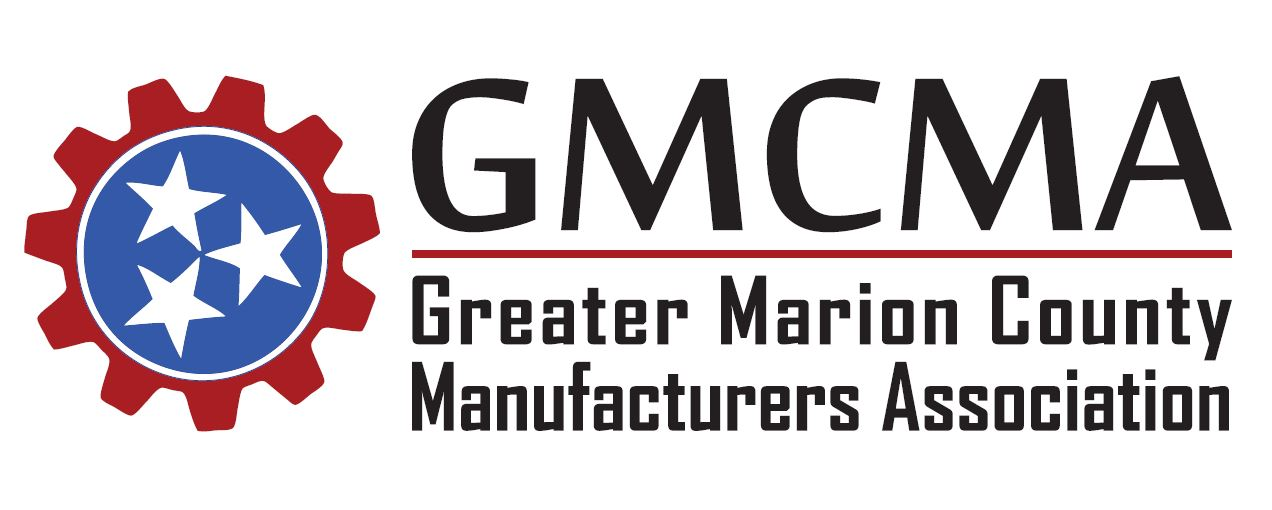 GMCMA
Greater Marion County
Manufacturers Association